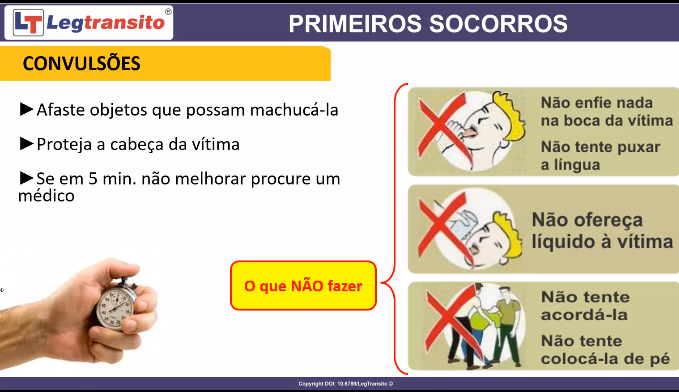 LT Legtransito®
PRIMEIROS SOCORROS
CONVULSÕES
►Afaste objetos que possam machucá-la
►Proteja a cabeça da vítima
►Se em 5 min. não melhorar procure um
médico
O que NÃO fazer
Não enfie nada
na boca da vítima
Não tente puxar
a língua
Não ofereça
líquido à vítima
Não tente
acordá-la
Não tente
colocá-la de pé
Copyright DOI: 10.6789/LegTransito ©